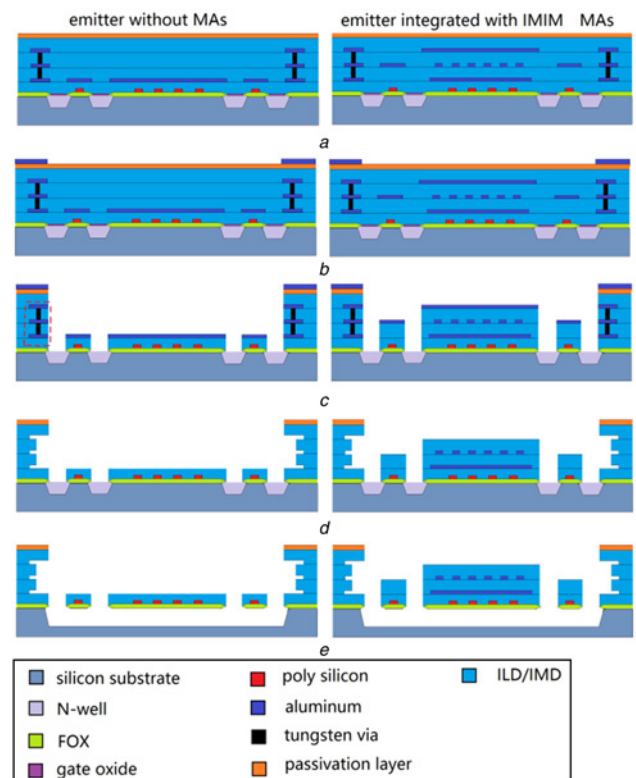 emitter without MAs
emitter integrated with IMIM MAs
a
b
c
d
e
silicon substrate
poly silicon
ILD/IMD
N-well
aluminum
FOX
tungsten via
gate oxide
passivation layer